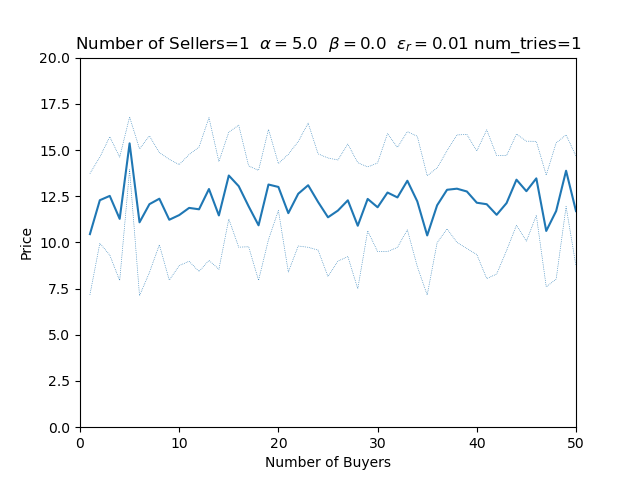 Number of Sellers=1 α = 5.0 β = 0.0 εr = 0.01 num_tries=1
20.0
17.5
15.0
12.5
10.0
7.5
5.0
2.5
0.0
Price
0 10 20 30 40 50
Number of Buyers